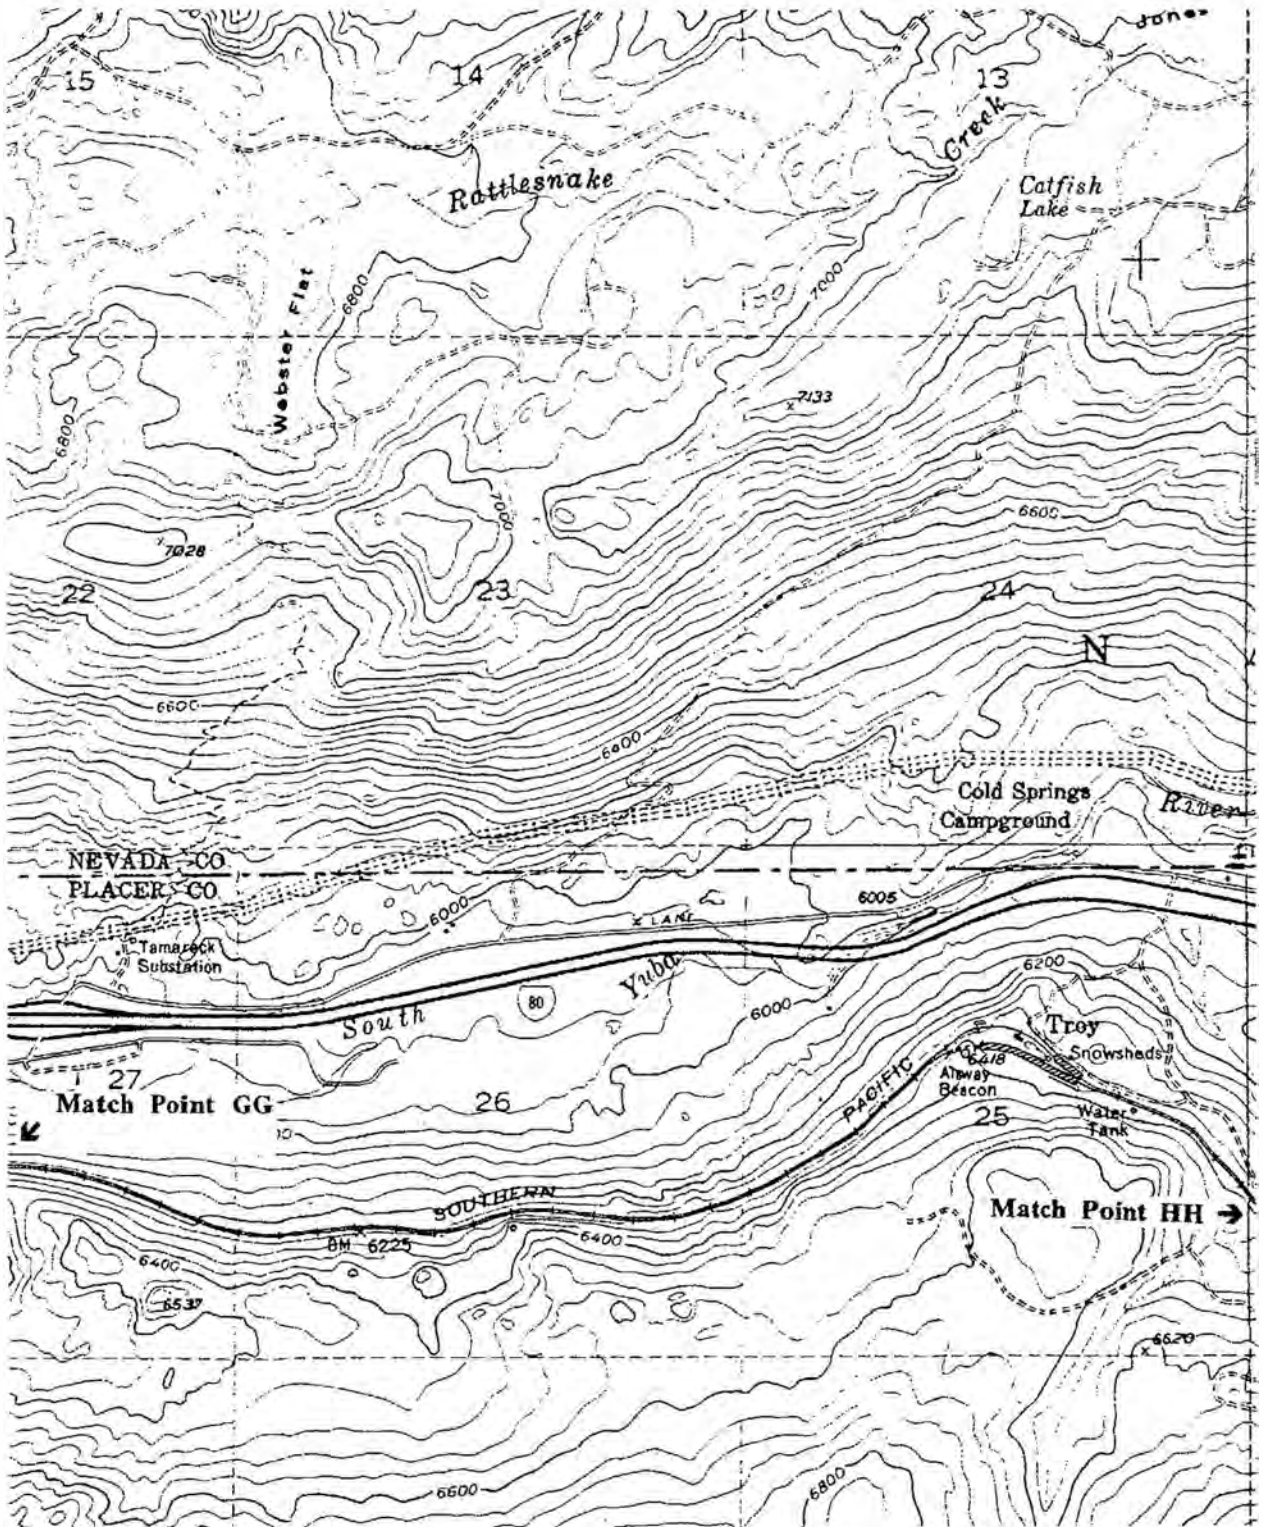 15
14
13
Creek
Rattlesnake
Catfish
Lake
Webster Flat
6800
7000
6800
7133
7000
6600
7028
22
23
24
N
6600
6400
Cold Springs
Campground
River
NEVADA CO
PLACER CO
6000
LANE
6005
Tamarack
Substation
80
South
Yuba
6000
6200
Troy
Snowsheds
6418
Airway
Beacon
27
Match Point GG
26
PACIFIC
25
Water
Tank
SOUTHERN
BM 6225
6400
Match Point HH
6400
6537
6620
6600
6800